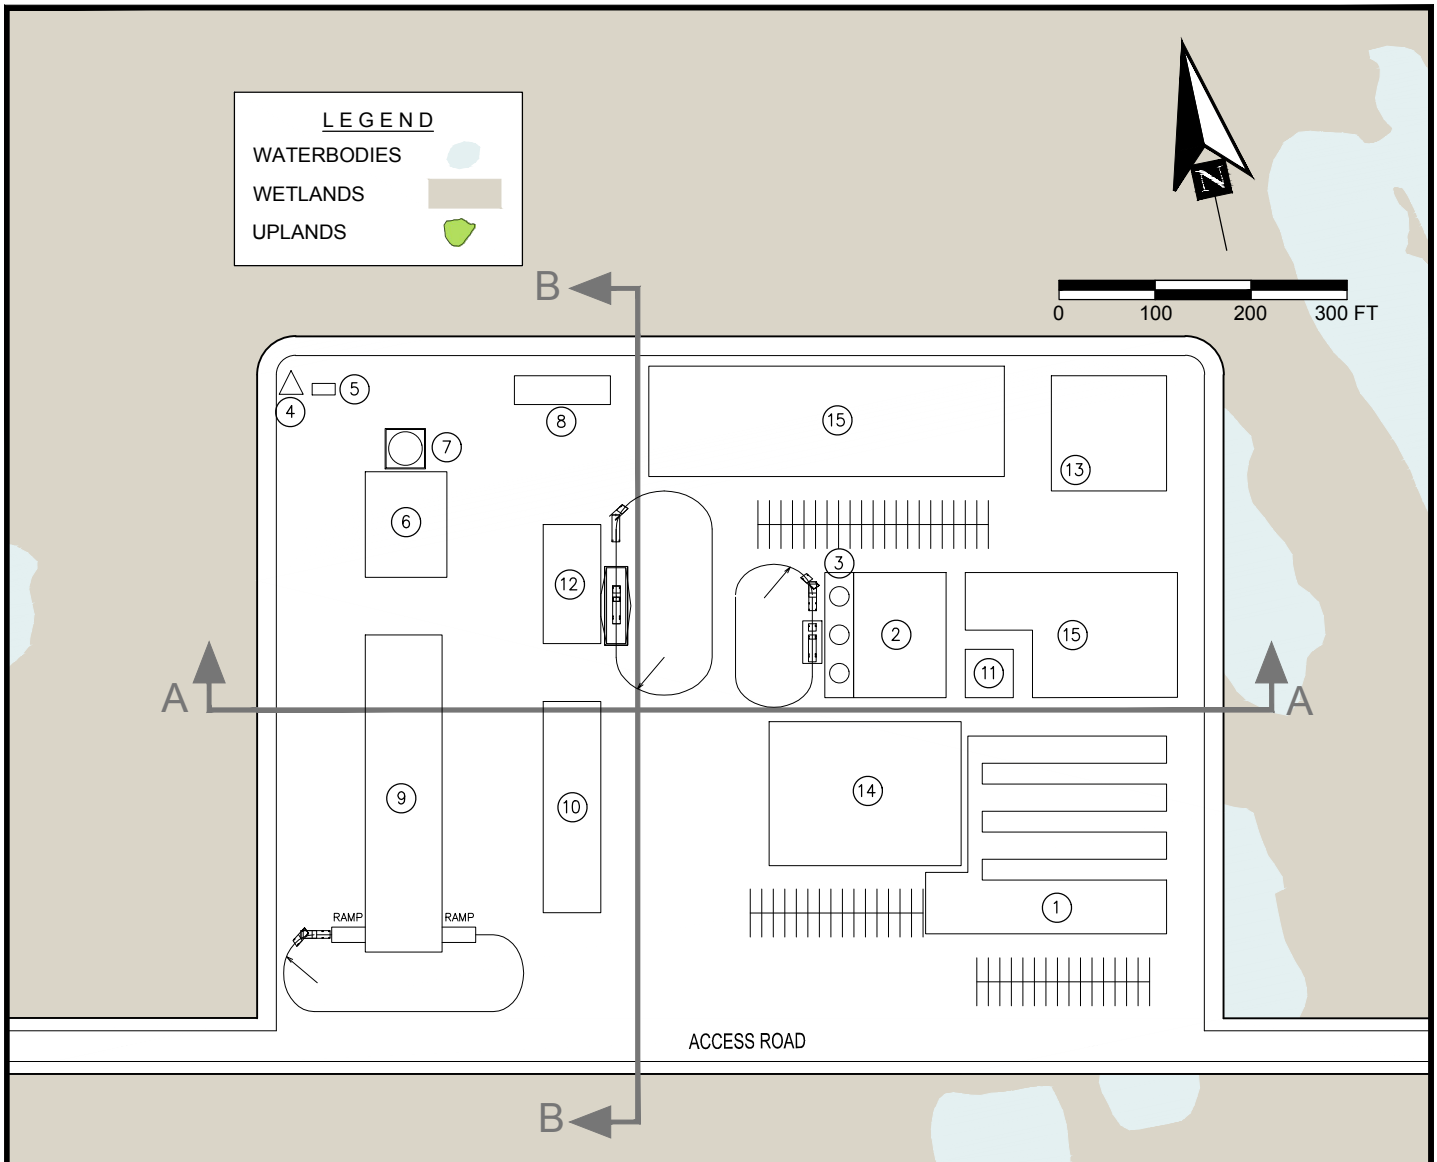 LEGEND
WATERBODIES
WETLANDS
UPLANDS
N
0 100 200 300 FT
B
4
5
8
15
13
7
6
3
12
2
15
11
A
A
9
10
14
1
RAMP RAMP
ACCESS ROAD
B